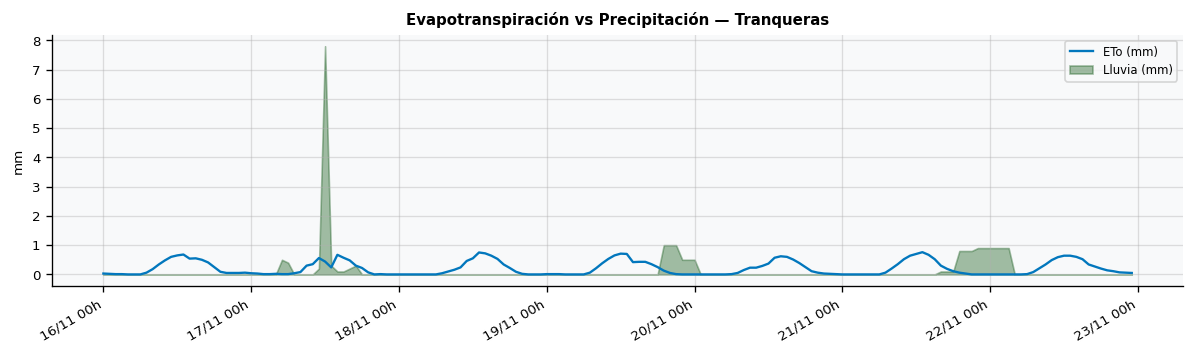 Evapotranspiración vs Precipitación — Tranqueras
8
7
6
5
4
3
2
1
0
mm
ETo (mm)
Lluvia (mm)
16/11 00h
17/11 00h
18/11 00h
19/11 00h
20/11 00h
21/11 00h
22/11 00h
23/11 00h